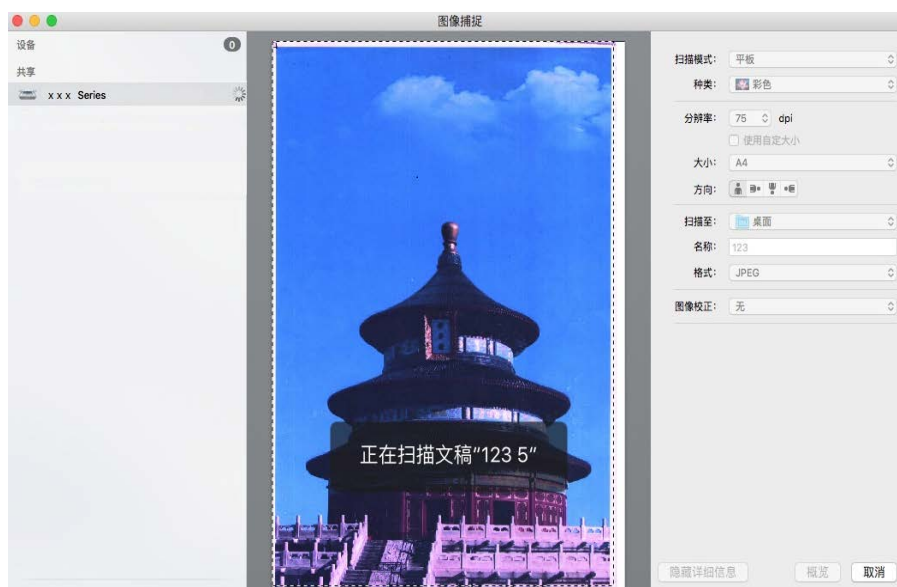 图像捕捉
设备 0
共享
x x x Series
正在扫描文稿“123 5”
扫描模式: 平板
种类: 彩色
分辨率: 75 dpi
使用自定大小
大小: A4
方向:
扫描至: 桌面
名称: 123
格式: JPEG
图像校正: 无
隐藏详细信息 概览 取消